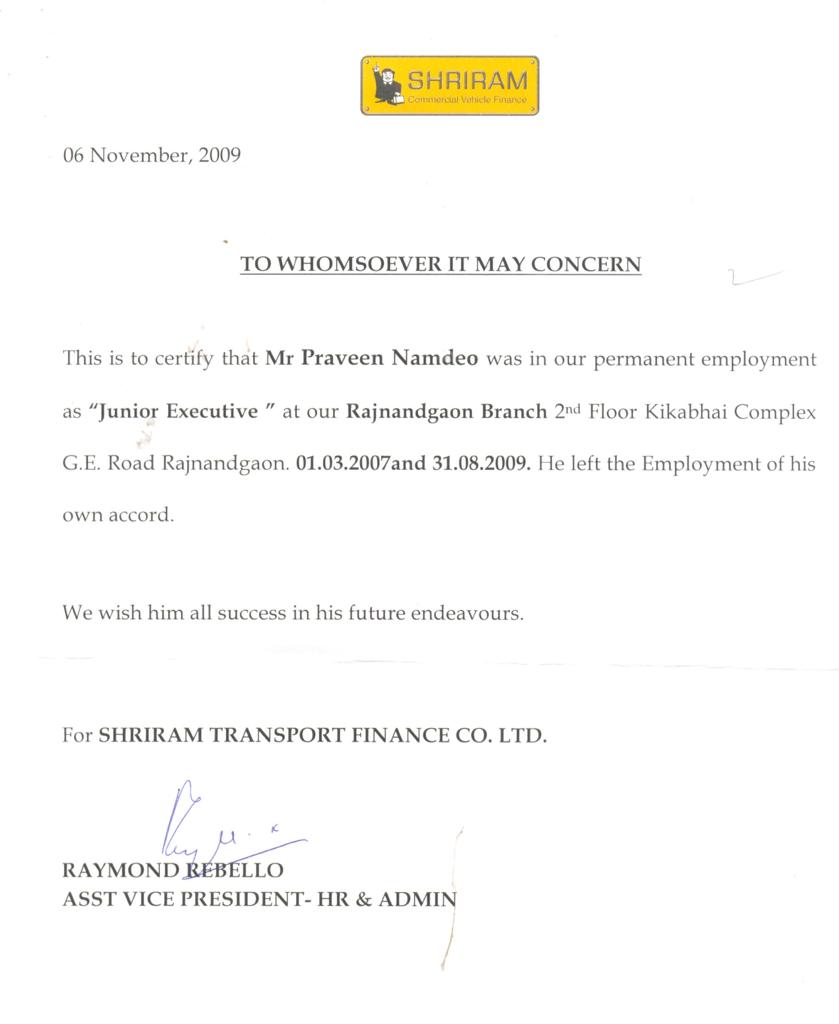 SHRIRAM
Commercial Vehicle Finance
06 November, 2009
TO WHOMSOEVER IT MAY CONCERN
This is to certify that Mr Praveen Namdeo was in our permanent employment
as “Junior Executive ” at our Rajnandgaon Branch 2nd Floor Kikabhai Complex
G.E. Road Rajnandgaon. 01.03.2007and 31.08.2009. He left the Employment of his
own accord.
We wish him all success in his future endeavours.
For SHRIRAM TRANSPORT FINANCE CO. LTD.
RAYMOND REBELLO
ASST VICE PRESIDENT- HR & ADMIN